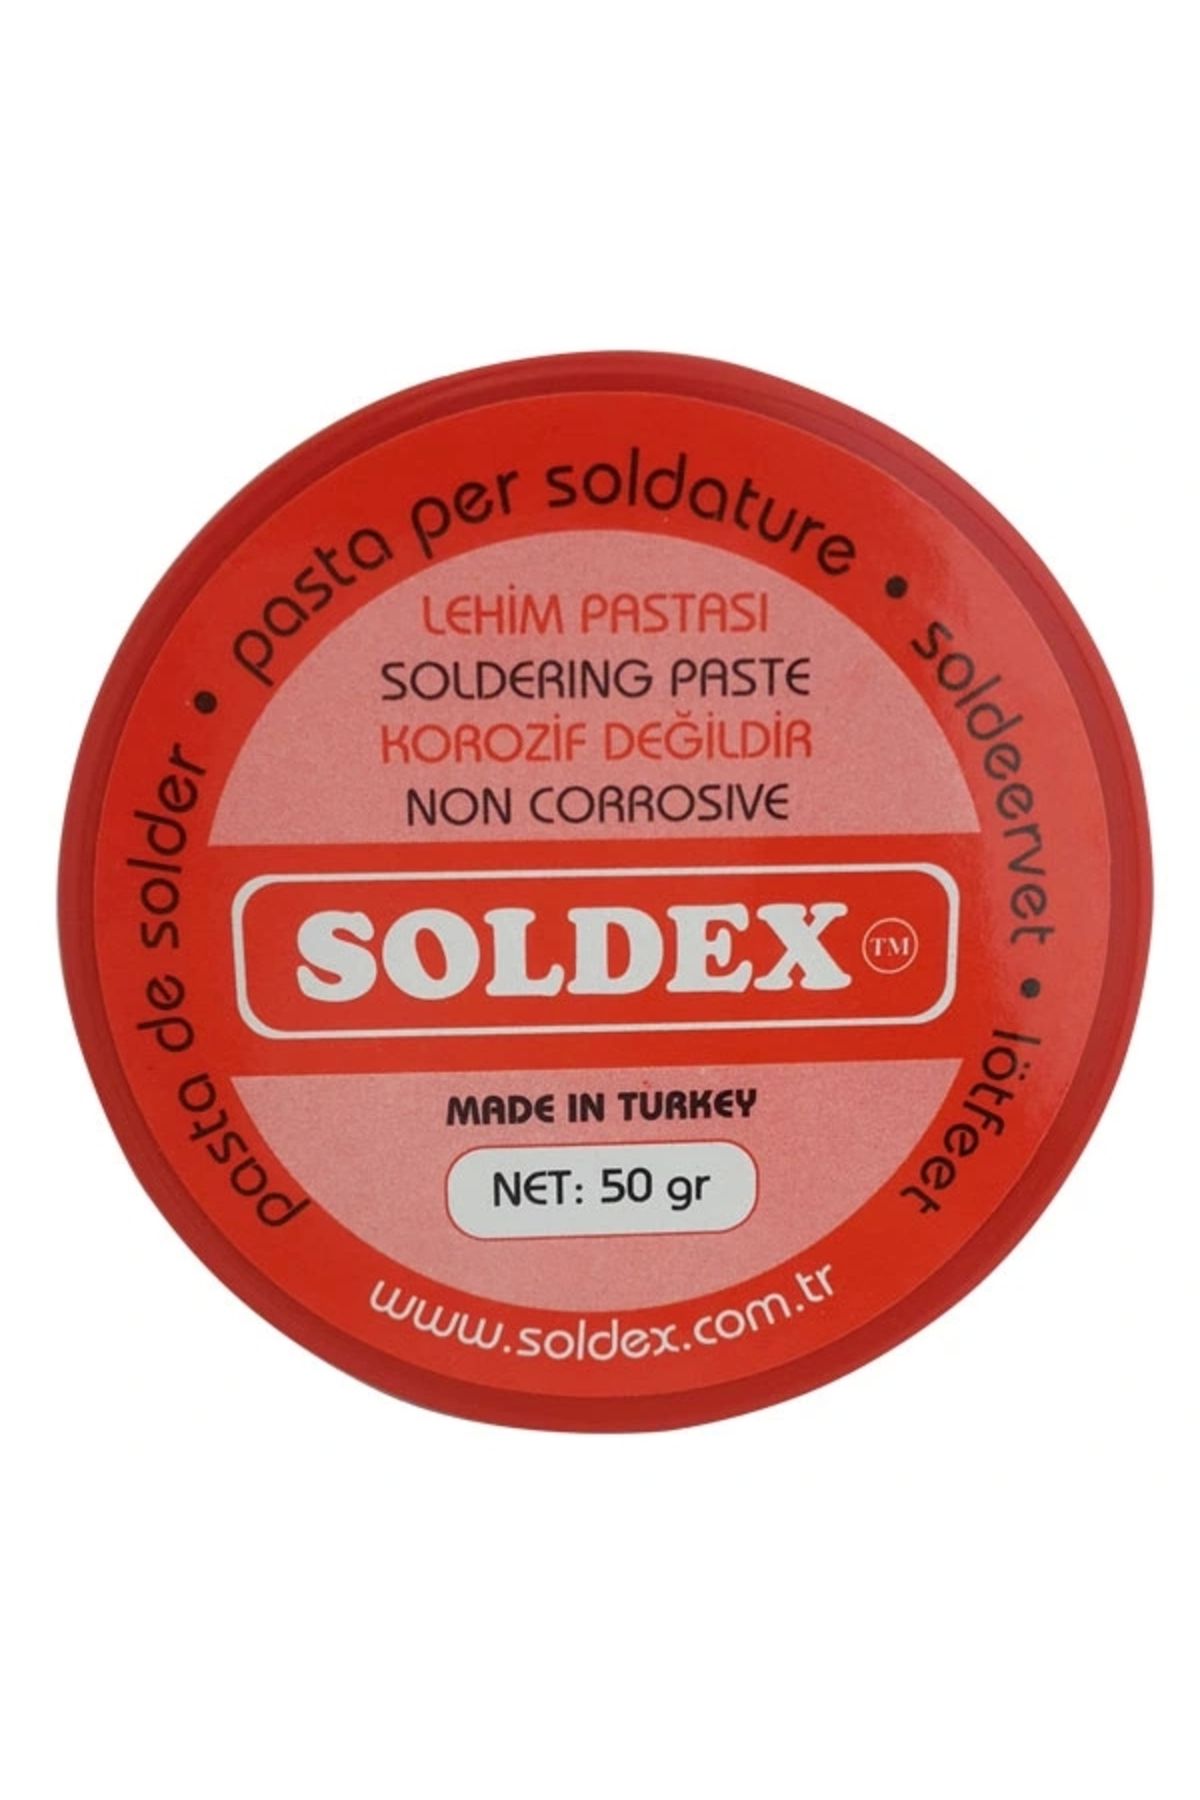 pasta de solder • pasta per soldature • soldeervet • lötfeet
LEHİM PASTASI
SOLDERING PASTE
KOROZİF DEĞİLDİR
NON CORROSIVE
SOLDEX TM
MADE IN TURKEY
NET: 50 gr
www.soldex.com.tr